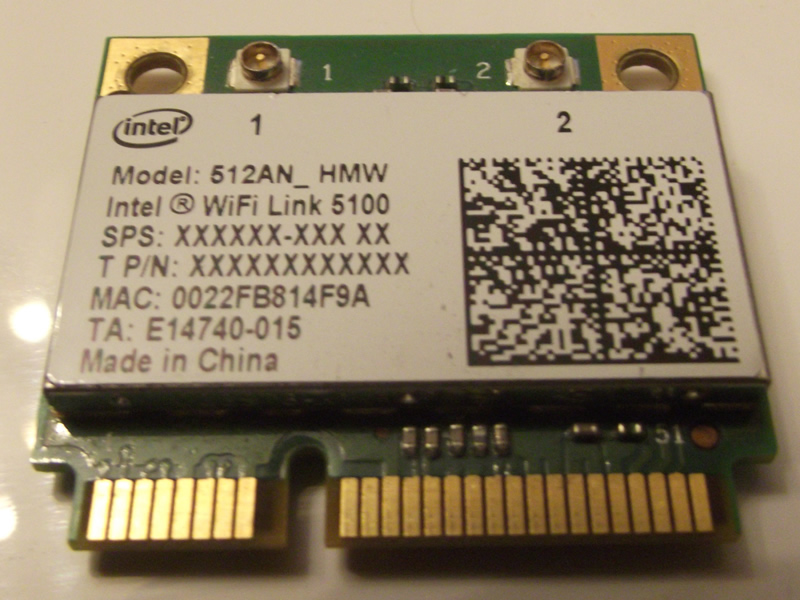 1 2
intel 1 2
Model: 512AN_ HMW
Intel ® WiFi Link 5100
SPS: XXXXXX-XXX XX
T P/N: XXXXXXXXXXXX
MAC: 0022FB814F9A
TA: E14740-015
Made in China
51